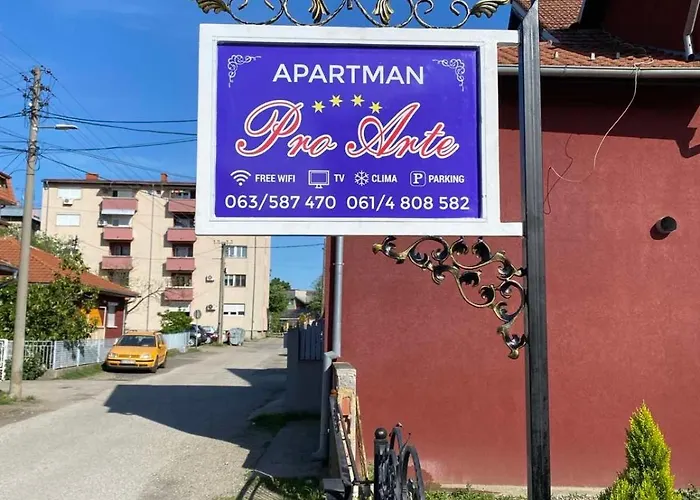 APARTMAN
Pro Arte
FREE WIFI TV CLIMA P PARKING
063/587 470 061/4 808 582